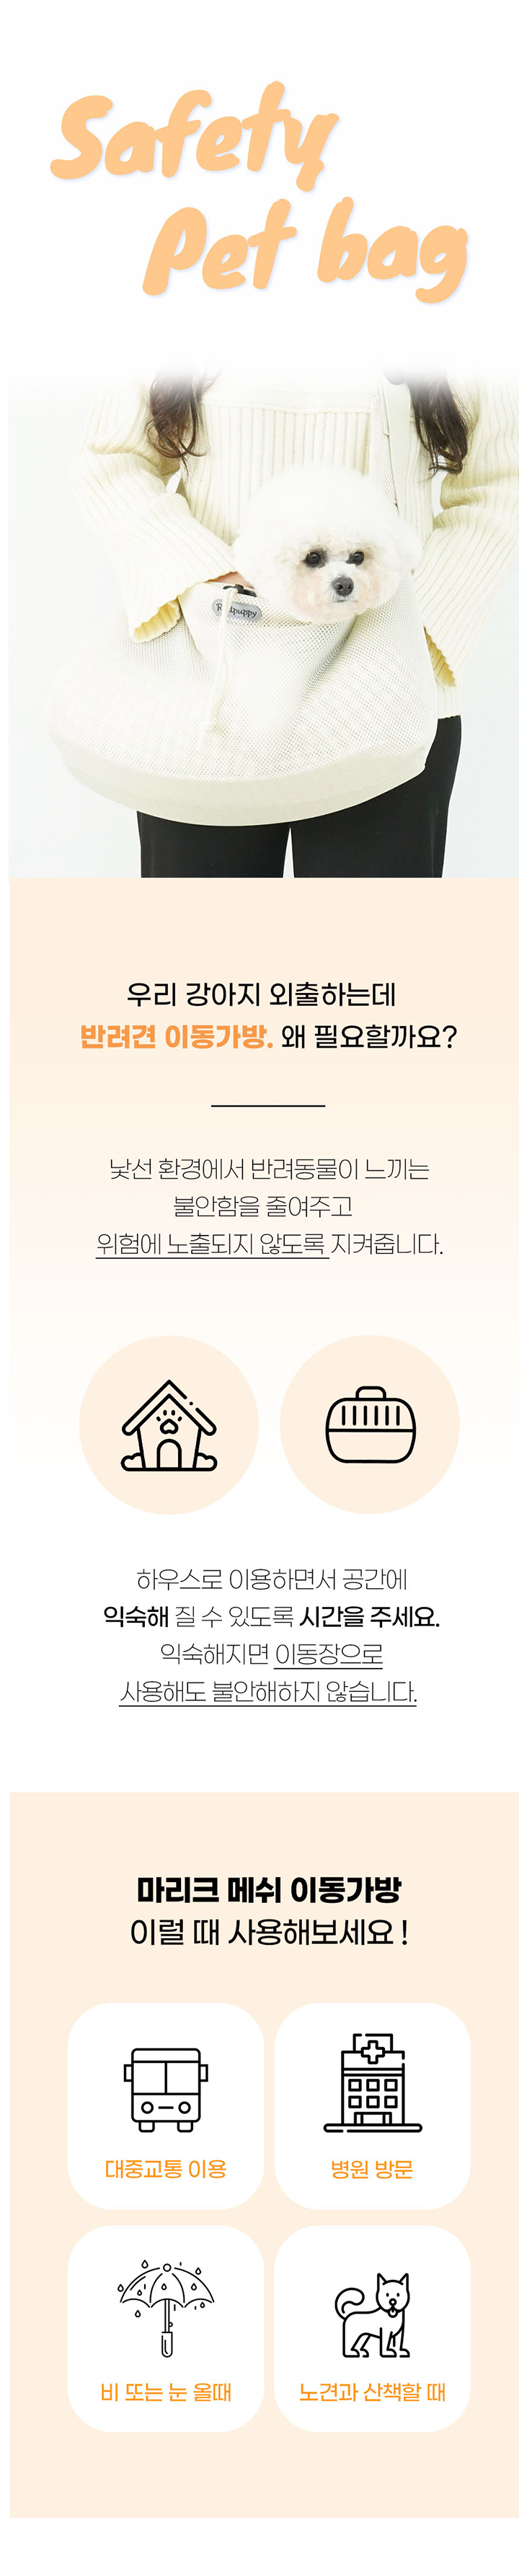 Safety
Pet bag
우리 강아지 외출하는데
반려견 이동가방. 왜 필요할까요?
낯선 환경에서 반려동물이 느끼는
불안함을 줄여주고
위험에 노출되지 않도록 지켜줍니다.
하우스로 이용하면서 공간에
익숙해 질 수 있도록 시간을 주세요.
익숙해지면 이동장으로
사용해도 불안해하지 않습니다.
마리크 메쉬 이동가방
이럴 때 사용해보세요 !
대중교통 이용
병원 방문
비 또는 눈 올때
노견과 산책할 때